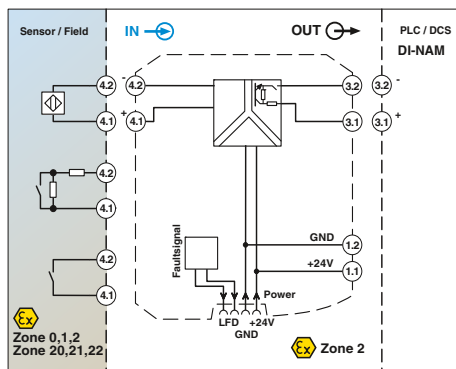 Sensor / Field
IN
OUT
PLC / DCS
DI-NAM
4.2
-
4.2
3.2
3.2
-
4.1
+
4.1
3.1
3.1
+
4.2
4.1
4.2
4.1
Faultsignal
GND
1.2
+24V
1.1
Power
LFD
+24V
GND
Ex
Zone 0,1,2
Zone 20,21,22
Ex
Zone 2